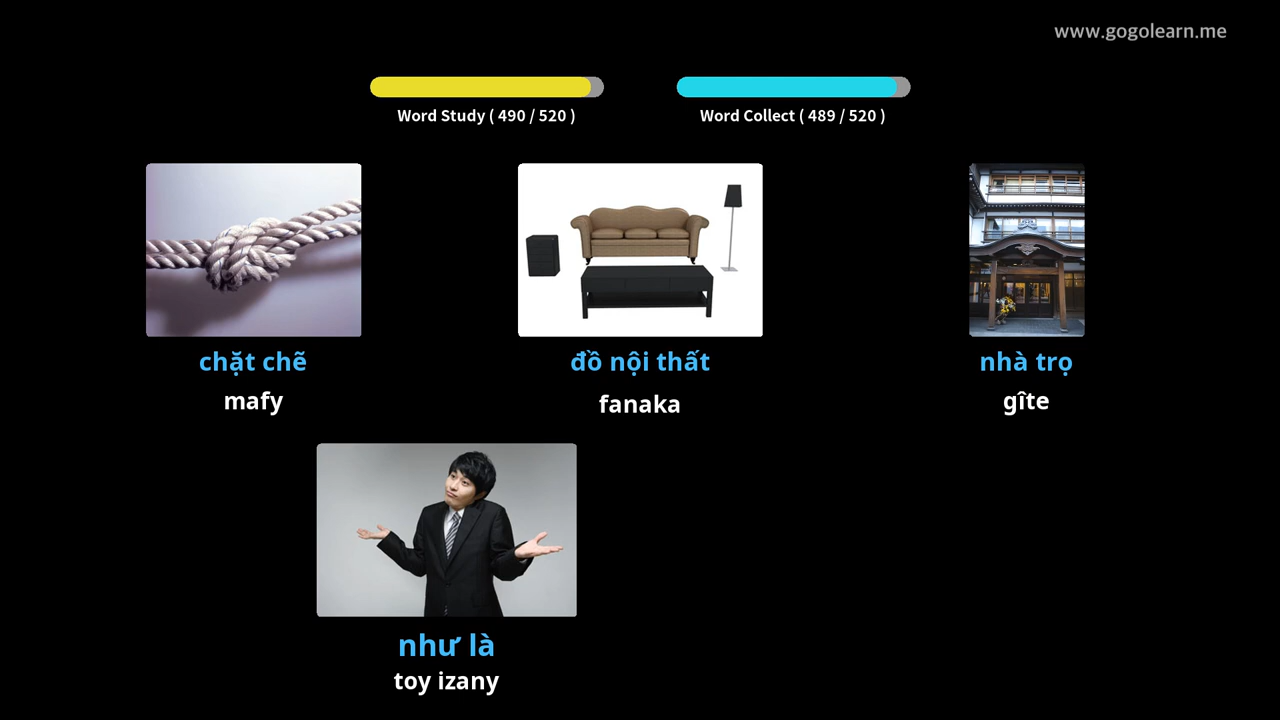 www.gogolearn.me
Word Study ( 490 / 520 )
Word Collect ( 489 / 520 )
chặt chẽ
mafy
đồ nội thất
fanaka
nhà trọ
gîte
như là
toy izany